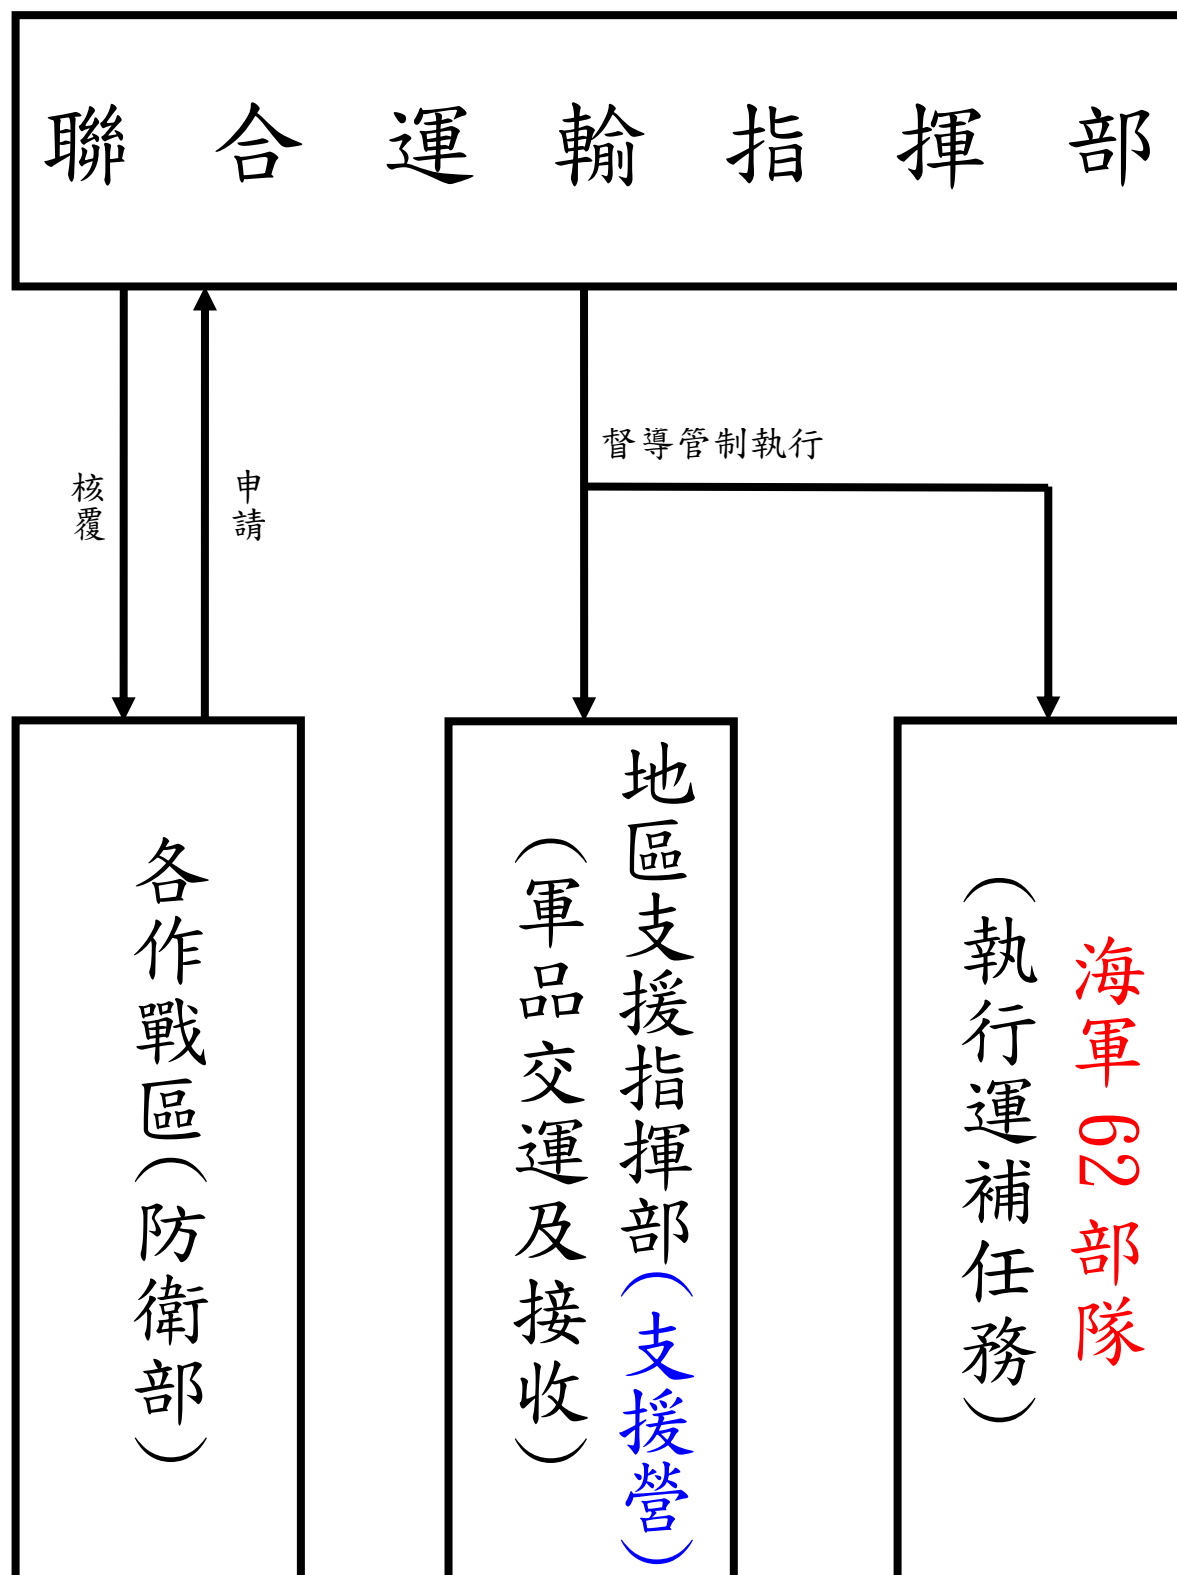 聯合運輸指揮部
核覆
申請
督導管制執行
各作戰區(防衛部)
地區支援指揮部(支援營)
(軍品交運及接收)
海軍62部隊
(執行運補任務)